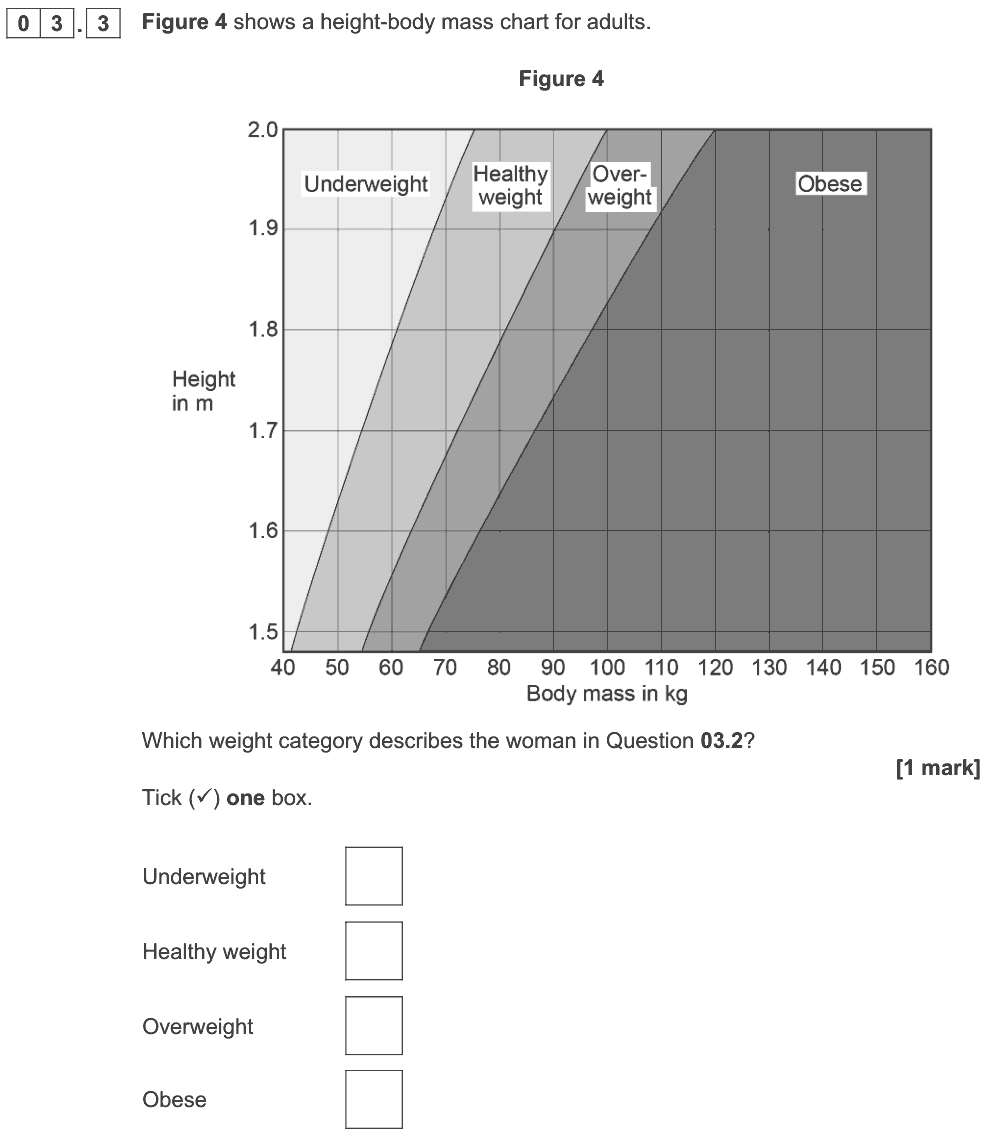 03.3 Figure 4 shows a height-body mass chart for adults.
Figure 4
2.0
Underweight
Healthy
weight
Over-
weight
Obese
1.9
1.8
Height
in m
1.7
1.6
1.5
40 50 60 70 80 90 100 110 120 130 140 150 160
Body mass in kg
Which weight category describes the woman in Question 03.2?
[1 mark]
Tick (✓) one box.
Underweight
Healthy weight
Overweight
Obese